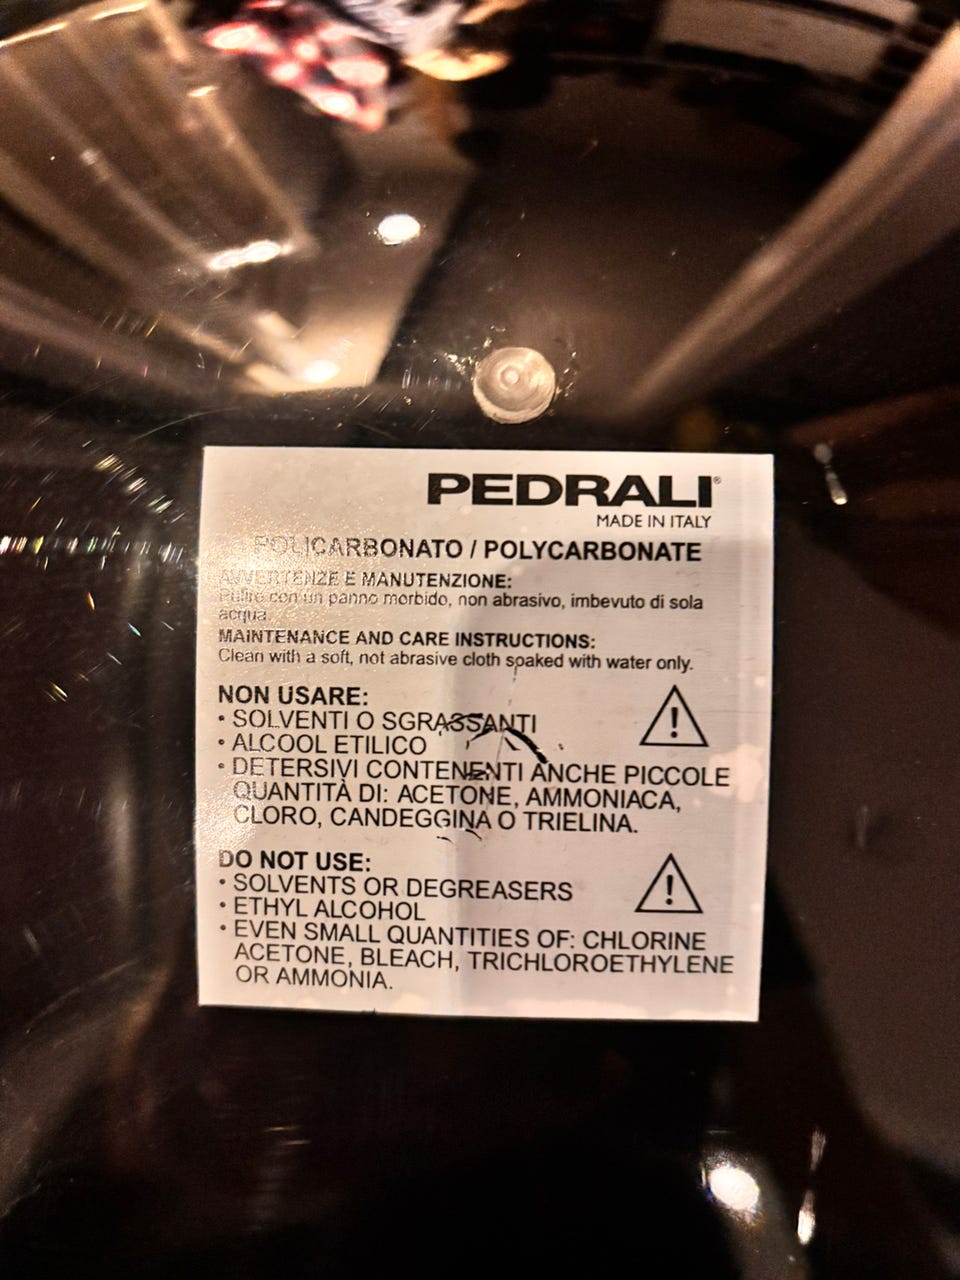 PEDRALI®
MADE IN ITALY
POLICARBONATO / POLYCARBONATE
AVVERTENZE E MANUTENZIONE:
Pulire con un panno morbido, non abrasivo, imbevuto di sola
acqua.
MAINTENANCE AND CARE INSTRUCTIONS:
Clean with a soft, not abrasive cloth soaked with water only.
NON USARE:
• SOLVENTI O SGRASSANTI
• ALCOOL ETILICO
• DETERSIVI CONTENENTI ANCHE PICCOLE
QUANTITÀ DI: ACETONE, AMMONIACA,
CLORO, CANDEGGINA O TRIELINA.
DO NOT USE:
• SOLVENTS OR DEGREASERS
• ETHYL ALCOHOL
• EVEN SMALL QUANTITIES OF: CHLORINE
ACETONE, BLEACH, TRICHLOROETHYLENE
OR AMMONIA.